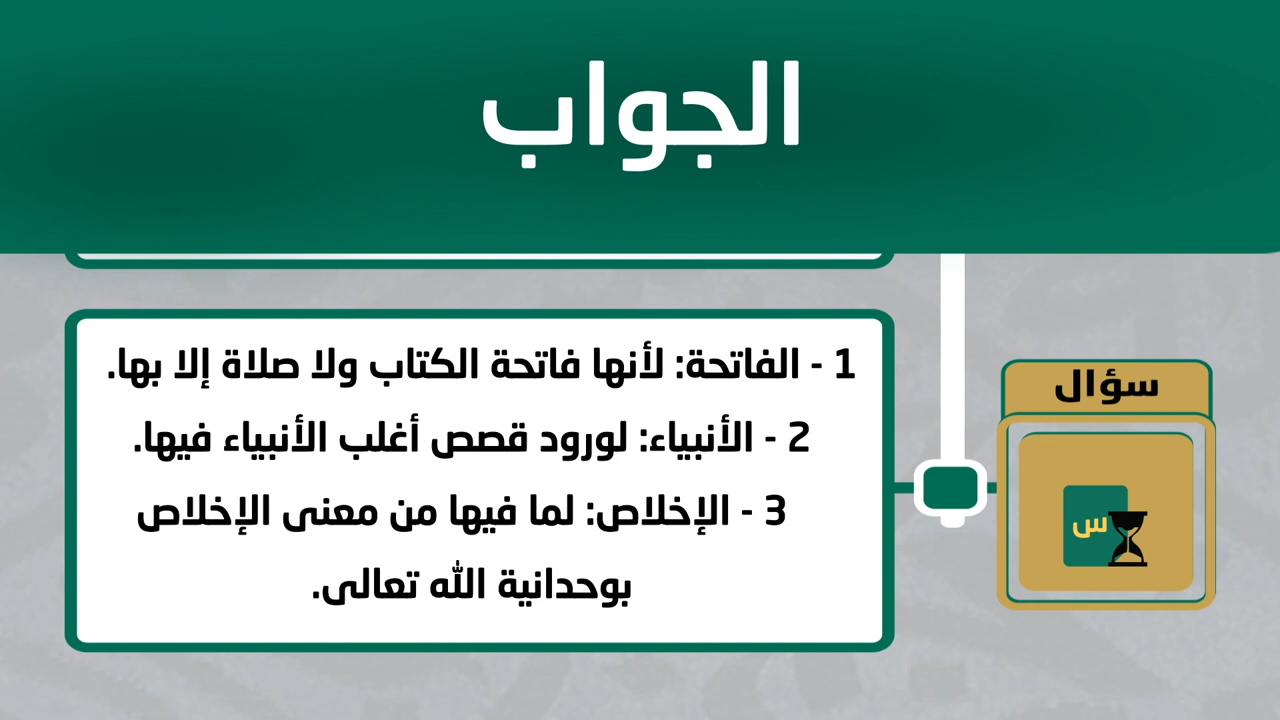 الجواب
1 - الفاتحة: لأنها فاتحة الكتاب ولا صلاة إلا بها.
2 - الأنبياء: لورود قصص أغلب الأنبياء فيها.
3 - الإخلاص: لما فيها من معنى الإخلاص
بوحدانية الله تعالى.
سؤال
س